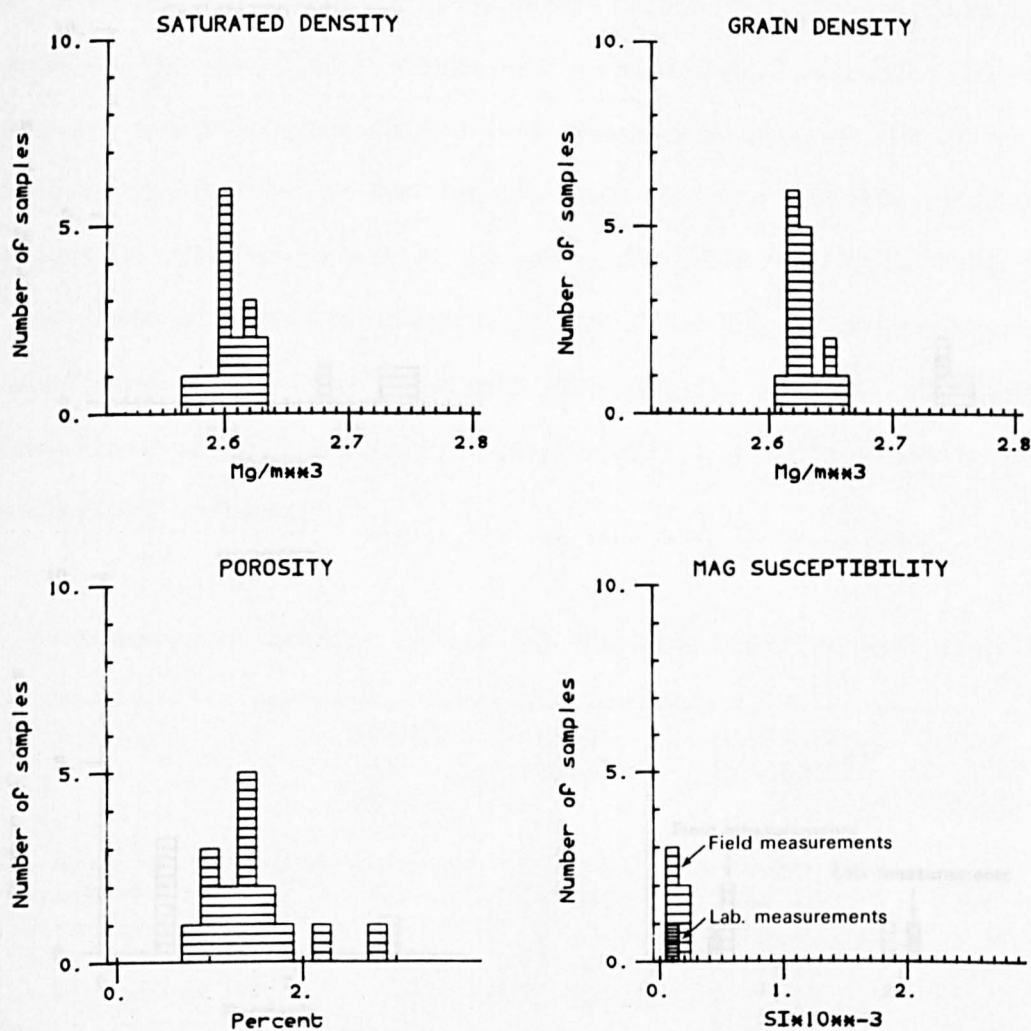 SATURATED DENSITY
10.
5.
0.
Number of samples
2.6 2.7 2.8
Mg/m**3
GRAIN DENSITY
10.
5.
0.
Number of samples
2.6 2.7 2.8
Mg/m**3
POROSITY
10.
5.
0.
Number of samples
0. 2.
Percent
MAG SUSCEPTIBILITY
10.
5.
0.
Number of samples
Field measurements
Lab. measurements
0. 2.
SI*10**-3